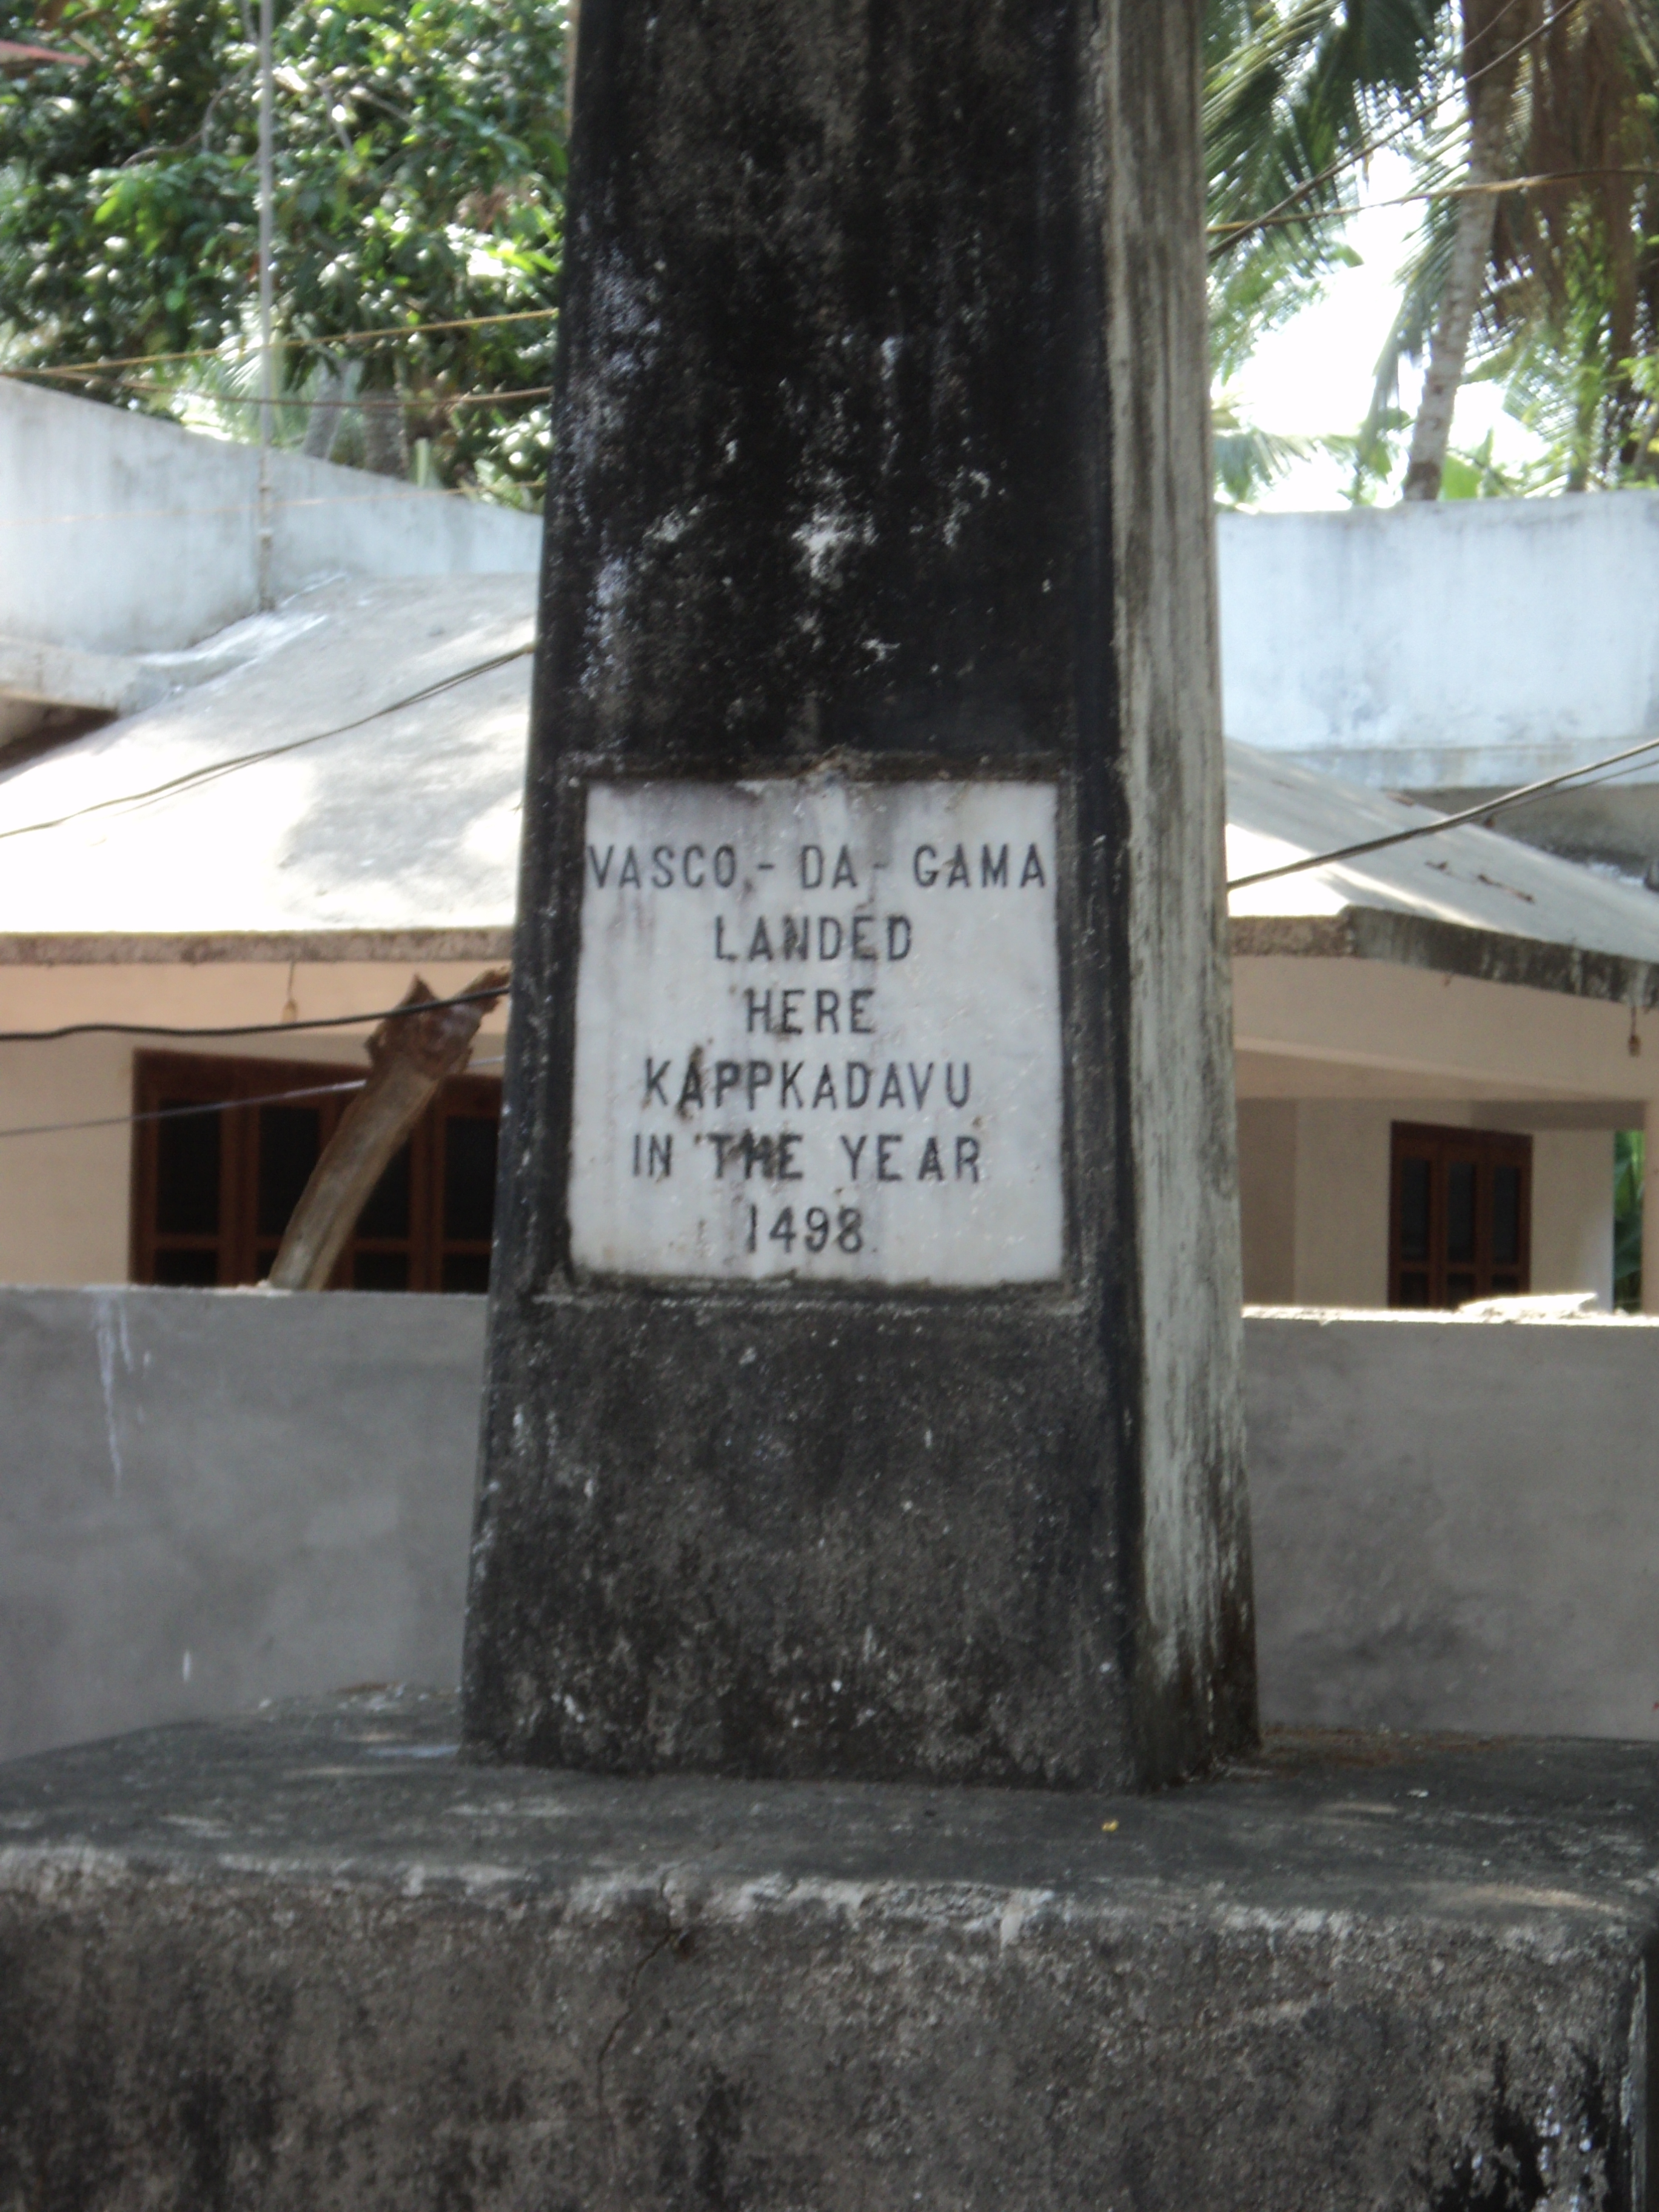 VASCO - DA - GAMA
LANDED
HERE
KAPPKADAVU
IN THE YEAR
1498